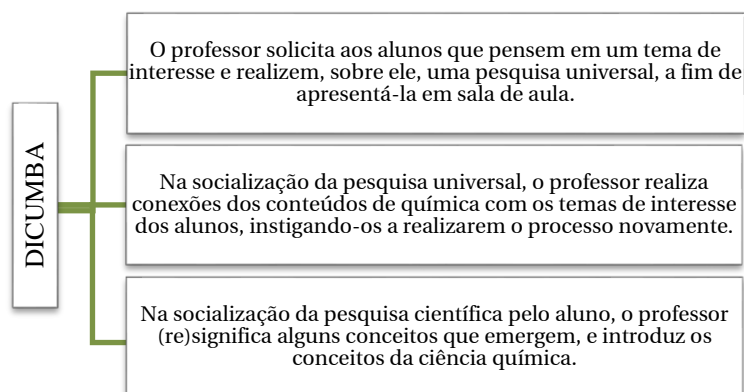 DICUMBA
O professor solicita aos alunos que pensem em um tema de
interesse e realizem, sobre ele, uma pesquisa universal, a fim de
apresentá-la em sala de aula.
Na socialização da pesquisa universal, o professor realiza
conexões dos conteúdos de química com os temas de interesse
dos alunos, instigando-os a realizarem o processo novamente.
Na socialização da pesquisa científica pelo aluno, o professor
(re)significa alguns conceitos que emergem, e introduz os
conceitos da ciência química.